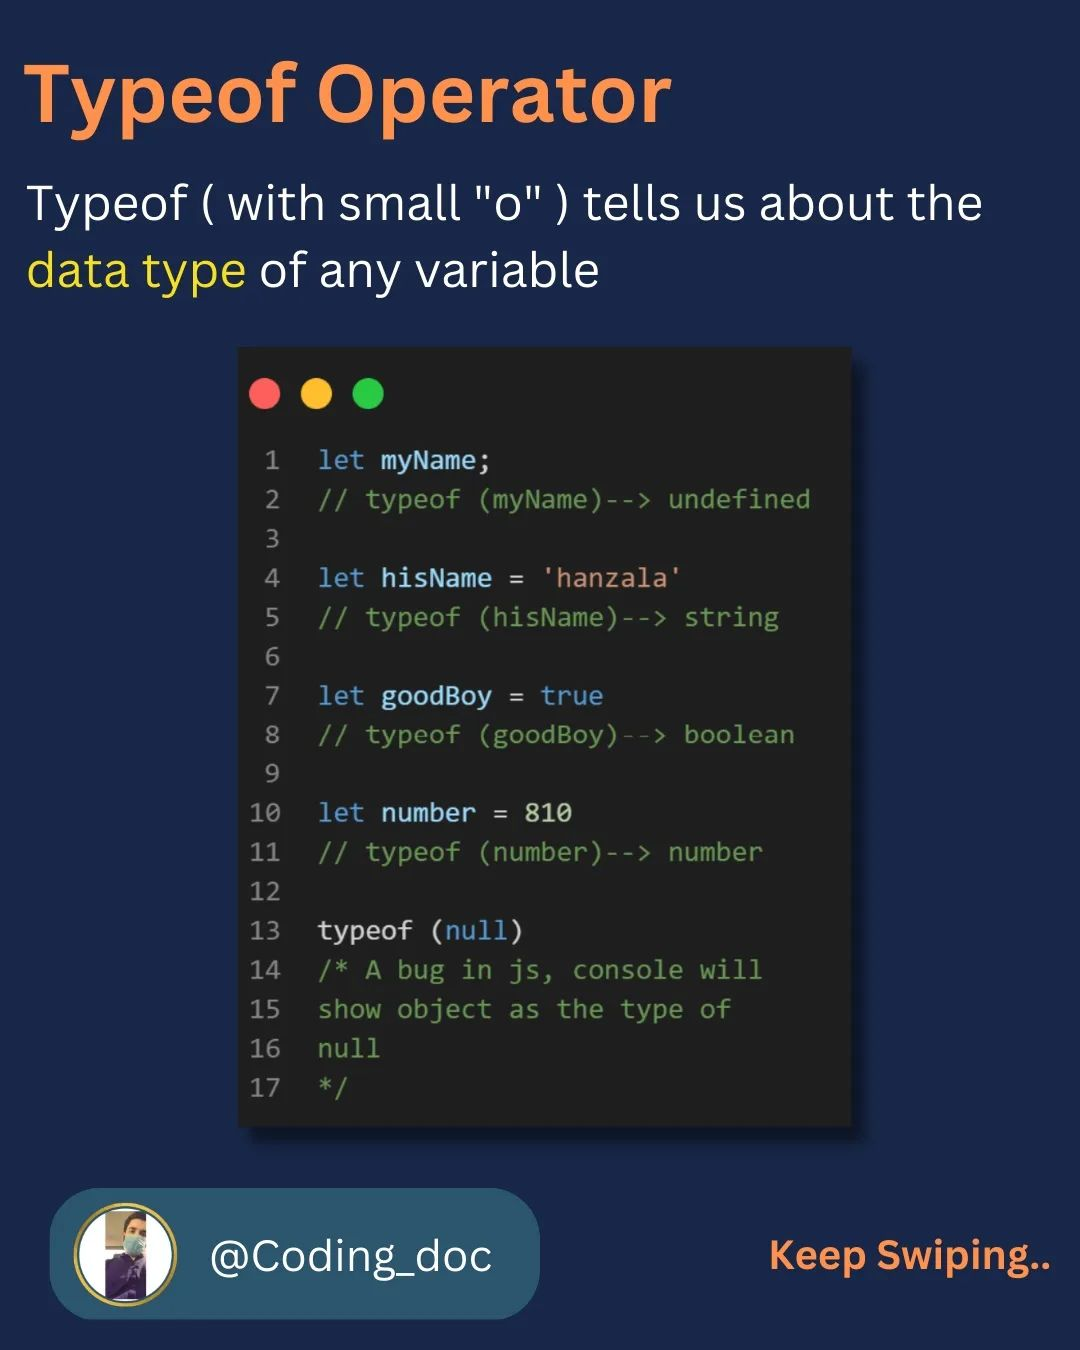 Typeof Operator
Typeof ( with small "o" ) tells us about the
data type of any variable
1 let myName;
2 // typeof (myName)--> undefined
3
4 let hisName = 'hanzala'
5 // typeof (hisName)--> string
6
7 let goodBoy = true
8 // typeof (goodBoy)--> boolean
9
10 let number = 810
11 // typeof (number)--> number
12
13 typeof (null)
14 /* A bug in js, console will
15 show object as the type of
16 null
17 */
@Coding_doc
Keep Swiping..